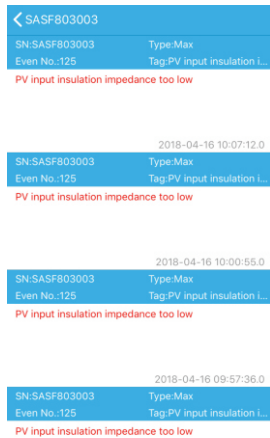 SASF803003
SN:SASF803003 Type:Max
Even No.:125 Tag:PV input insulation i...
PV input insulation impedance too low
2018-04-16 10:07:12.0
SN:SASF803003 Type:Max
Even No.:125 Tag:PV input insulation i...
PV input insulation impedance too low
2018-04-16 10:00:55.0
SN:SASF803003 Type:Max
Even No.:125 Tag:PV input insulation i...
PV input insulation impedance too low
2018-04-16 09:57:36.0
SN:SASF803003 Type:Max
Even No.:125 Tag:PV input insulation i...
PV input insulation impedance too low